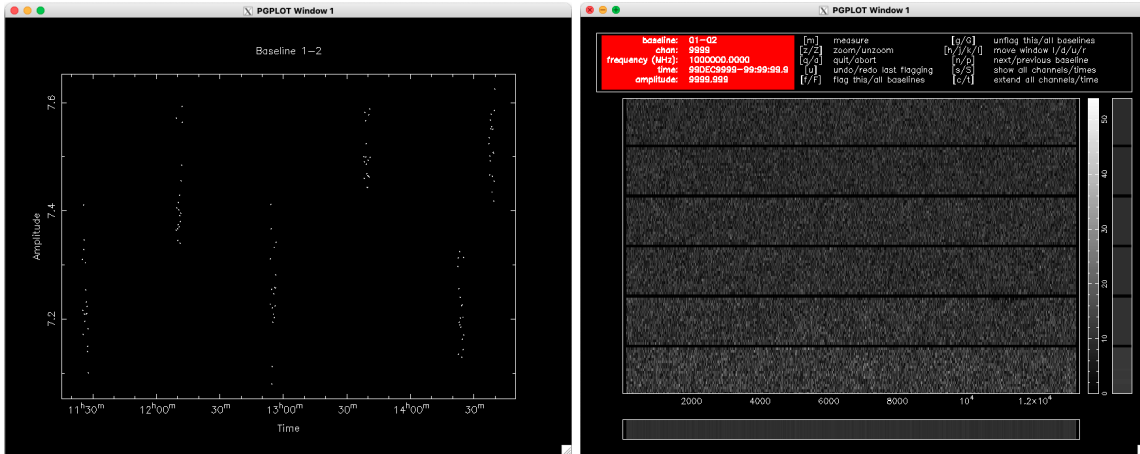 PGPLOT Window 1
Baseline 1-2
Amplitude
7.6
7.4
7.2
11h30m 12h00m 30m 13h00m 30m 14h00m 30m
Time
PGPLOT Window 1
baseline: 01-02 [m] measure [g/G] unflag this/all baselines
chan: 9999 [z/Z] zoom/unzoom [h/j/k/l] move window l/d/u/r
frequency (MHz): 1000000.0000 [q/a] quit/abort [n/p] next/previous baseline
time: 99DEC9999-99:99:99.9 [u] undo/redo last flagging [s/S] show all channels/times
amplitude: 9999.999 [f/F] flag this/all baselines [c/t] extend all channels/time
50
40
30
20
10
0
2000 4000 6000 8000 10⁴ 1.2×10⁴